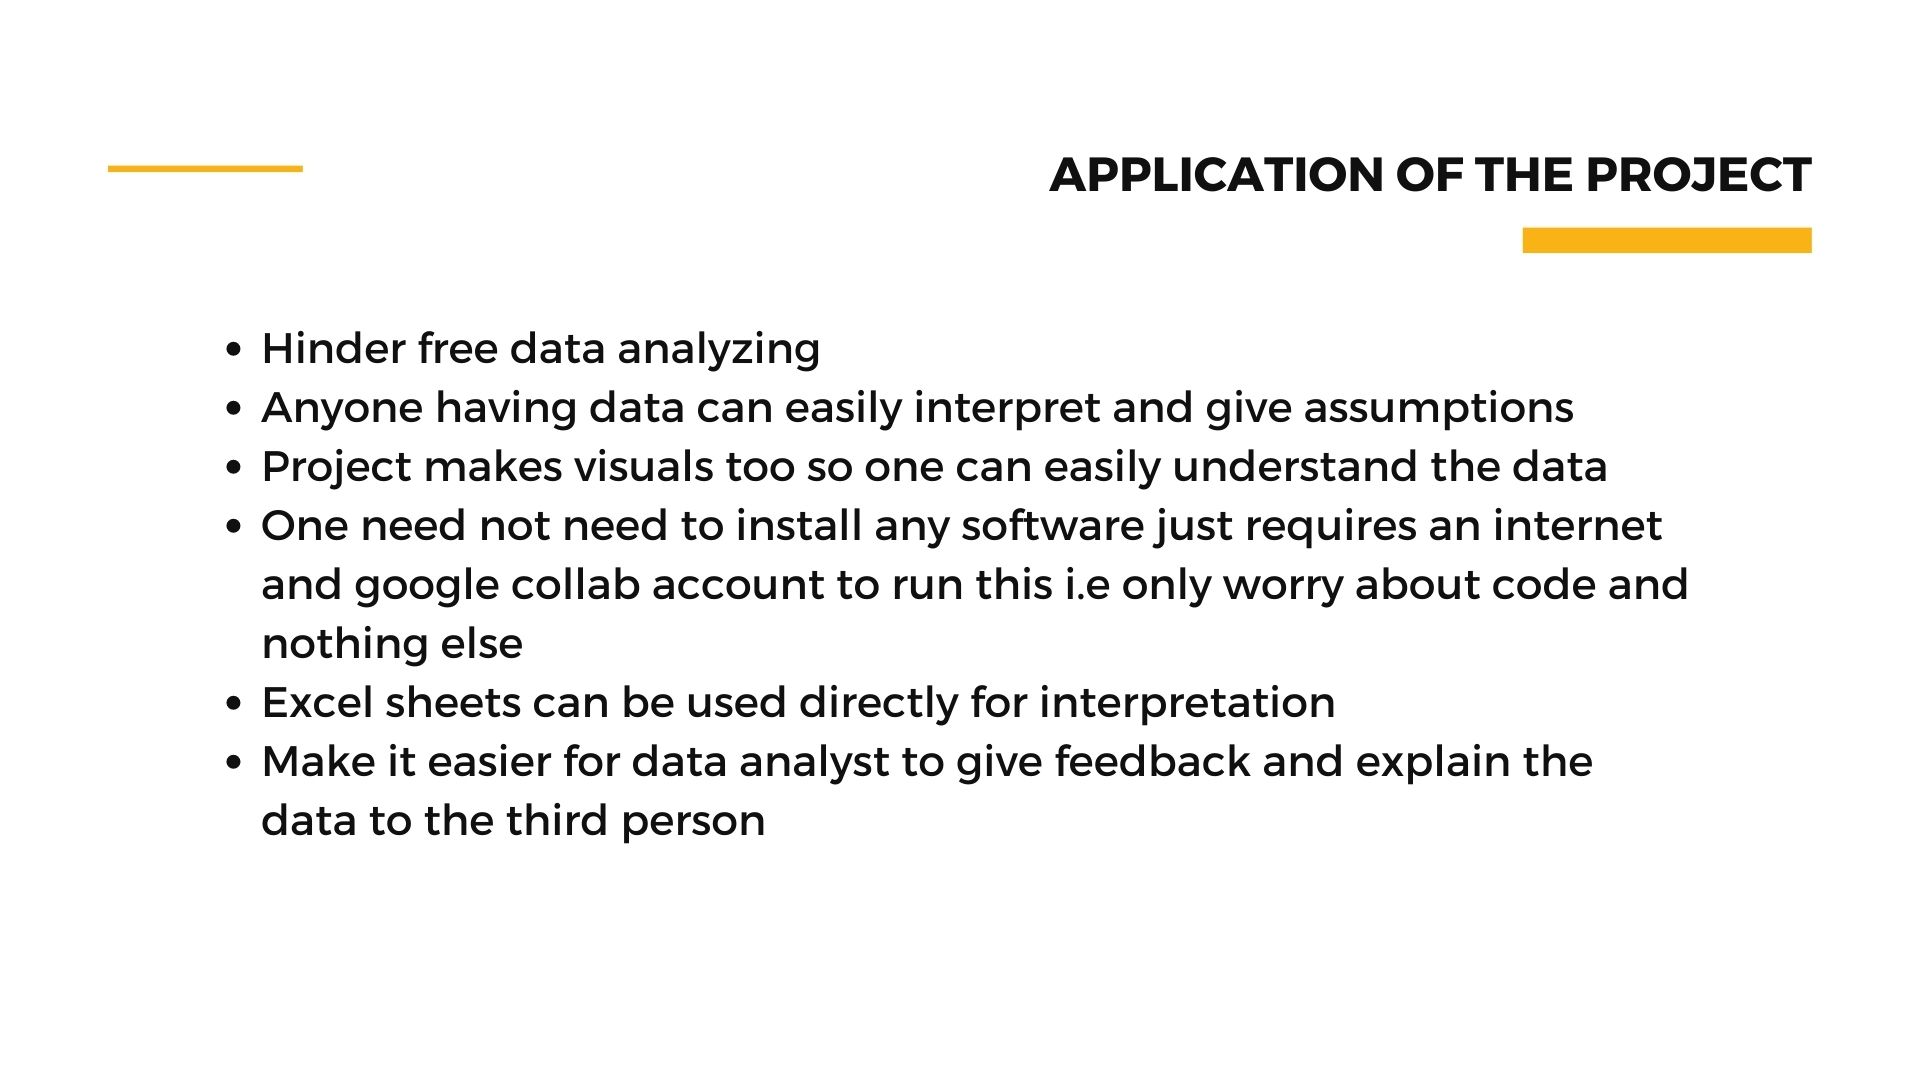 APPLICATION OF THE PROJECT
• Hinder free data analyzing
• Anyone having data can easily interpret and give assumptions
• Project makes visuals too so one can easily understand the data
• One need not need to install any software just requires an internet
and google collab account to run this i.e only worry about code and
nothing else
• Excel sheets can be used directly for interpretation
• Make it easier for data analyst to give feedback and explain the
data to the third person